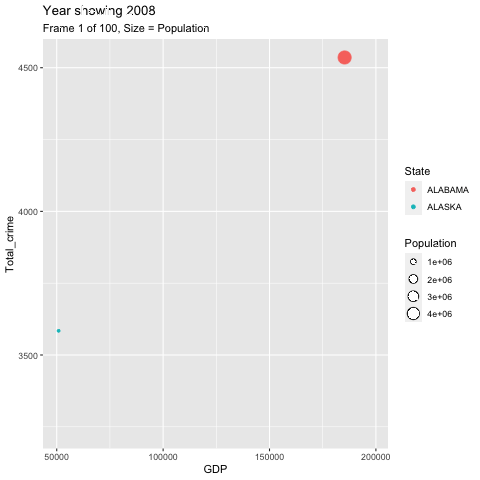 Year showing 2008
Frame 1 of 100, Size = Population
Total_crime
4500
4000
3500
50000
100000
150000
200000
GDP
State
ALABAMA
ALASKA
Population
1e+06
2e+06
3e+06
4e+06